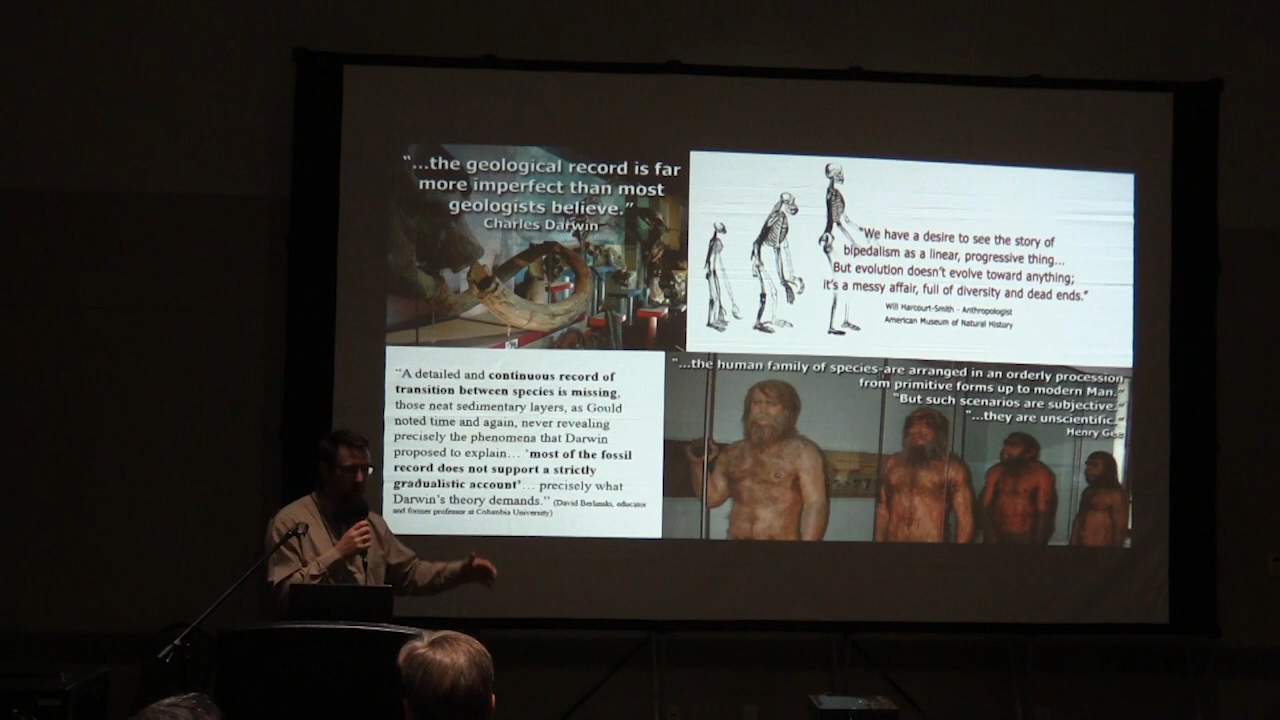 "...the geological record is far
more imperfect than most
geologists believe."
Charles Darwin
"We have a desire to see the story of
bipedalism as a linear, progressive thing...
But evolution doesn't evolve toward anything;
it's a messy affair, full of diversity and dead ends."
Will Harcourt-Smith - Anthropologist
American Museum of Natural History
"A detailed and continuous record of
transition between species is missing,
those neat sedimentary layers, as Gould
noted time and again, never revealing
precisely the phenomena that Darwin
proposed to explain... 'most of the fossil
record does not support a strictly
gradualistic account'... precisely what
Darwin's theory demands." (David Berlinski, educator
and former professor at Columbia University)
"...the human family of species-are arranged in an orderly procession
from primitive forms up to modern Man."
"But such scenarios are subjective."
"...they are unscientific."
Henry Gee